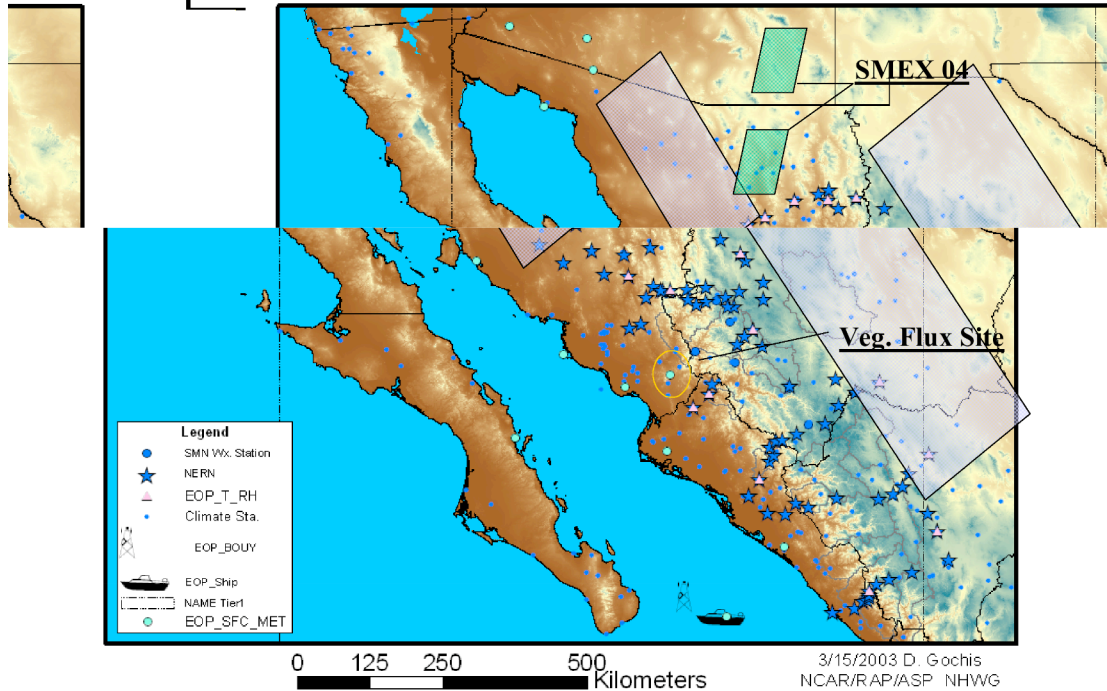 SMEX 04
Veg. Flux Site
Legend
SMN Wx. Station
NERN
EOP_T_RH
Climate Sta.
EOP_BOUY
EOP_Ship
NAME Tier1
EOP_SFC_MET
0 125 250 500
Kilometers
3/15/2003 D. Gochis
NCAR/RAP/ASP NHWG